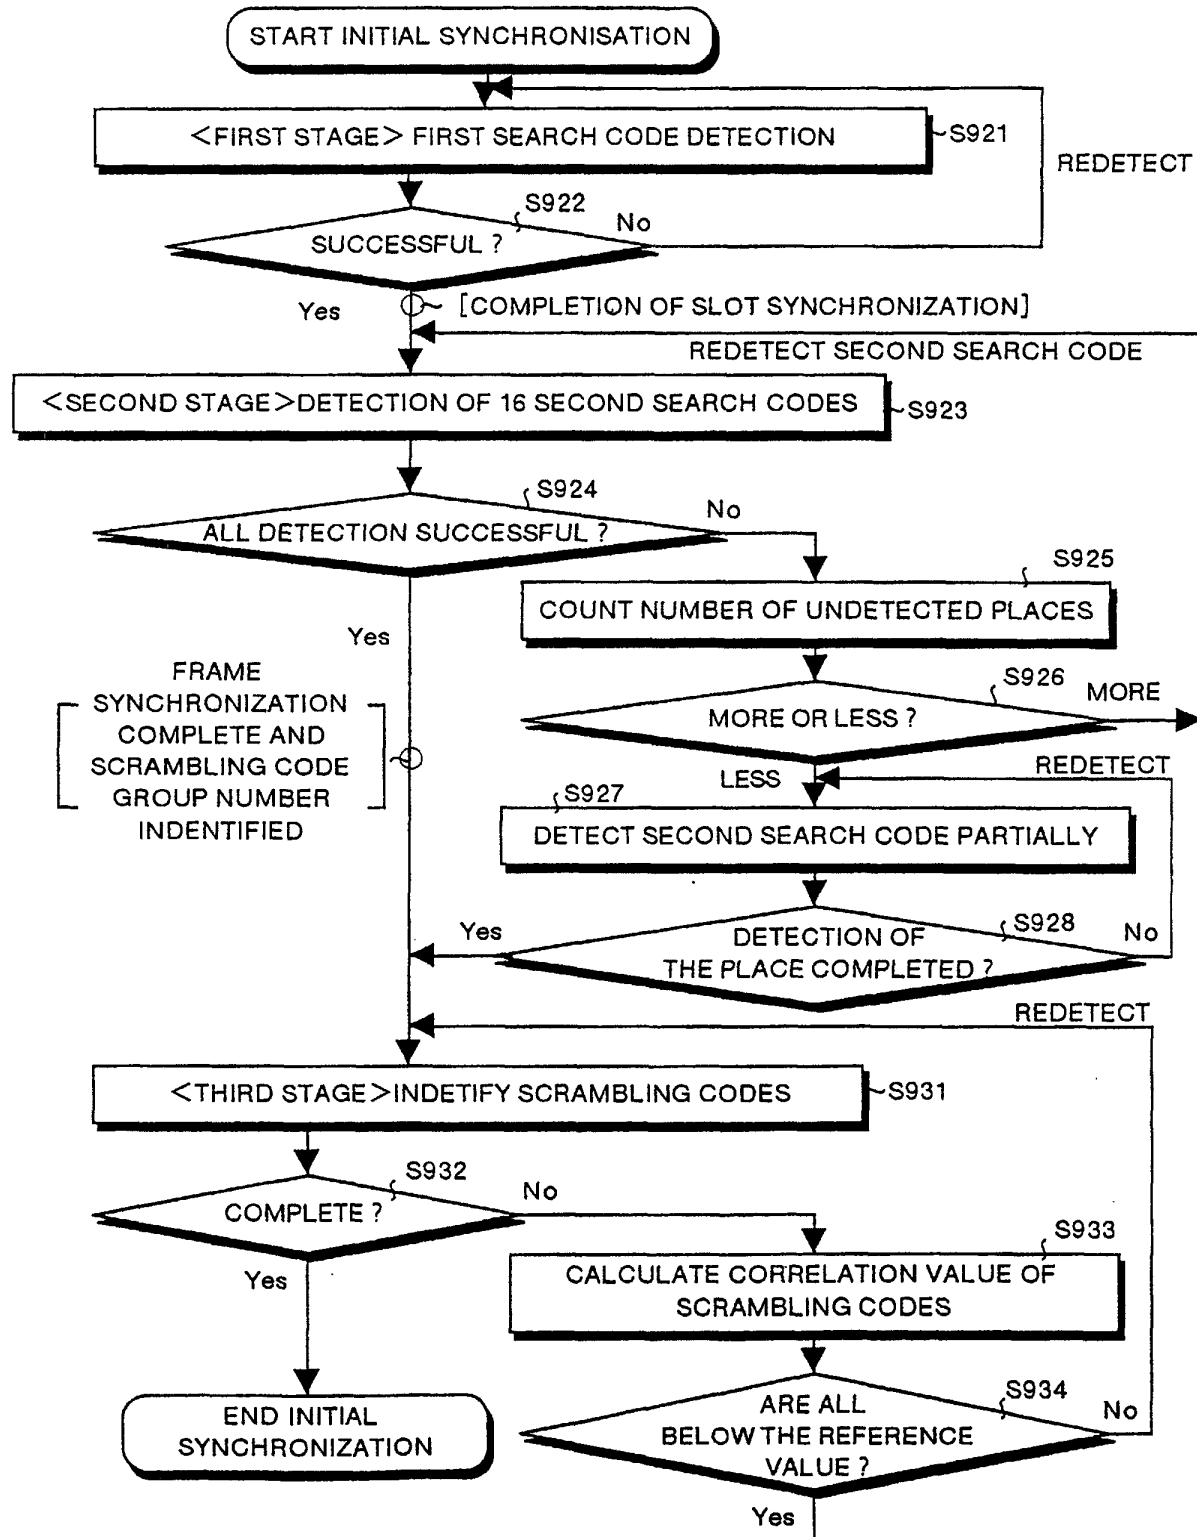 START INITIAL SYNCHRONISATION
<FIRST STAGE> FIRST SEARCH CODE DETECTION
S921
REDETECT
S922
SUCCESSFUL ?
No
Yes
[COMPLETION OF SLOT SYNCHRONIZATION]
REDETECT SECOND SEARCH CODE
<SECOND STAGE>DETECTION OF 16 SECOND SEARCH CODES
S923
S924
ALL DETECTION SUCCESSFUL ?
No
S925
COUNT NUMBER OF UNDETECTED PLACES
Yes
FRAME
SYNCHRONIZATION
COMPLETE AND
SCRAMBLING CODE
GROUP NUMBER
INDENTIFIED
S926
MORE
MORE OR LESS ?
LESS
REDETECT
S927
DETECT SECOND SEARCH CODE PARTIALLY
S928
Yes
DETECTION OF
THE PLACE COMPLETED ?
No
REDETECT
<THIRD STAGE>INDETIFY SCRAMBLING CODES
S931
S932
COMPLETE ?
No
Yes
S933
CALCULATE CORRELATION VALUE OF
SCRAMBLING CODES
END INITIAL
SYNCHRONIZATION
S934
ARE ALL
BELOW THE REFERENCE
VALUE ?
No
Yes